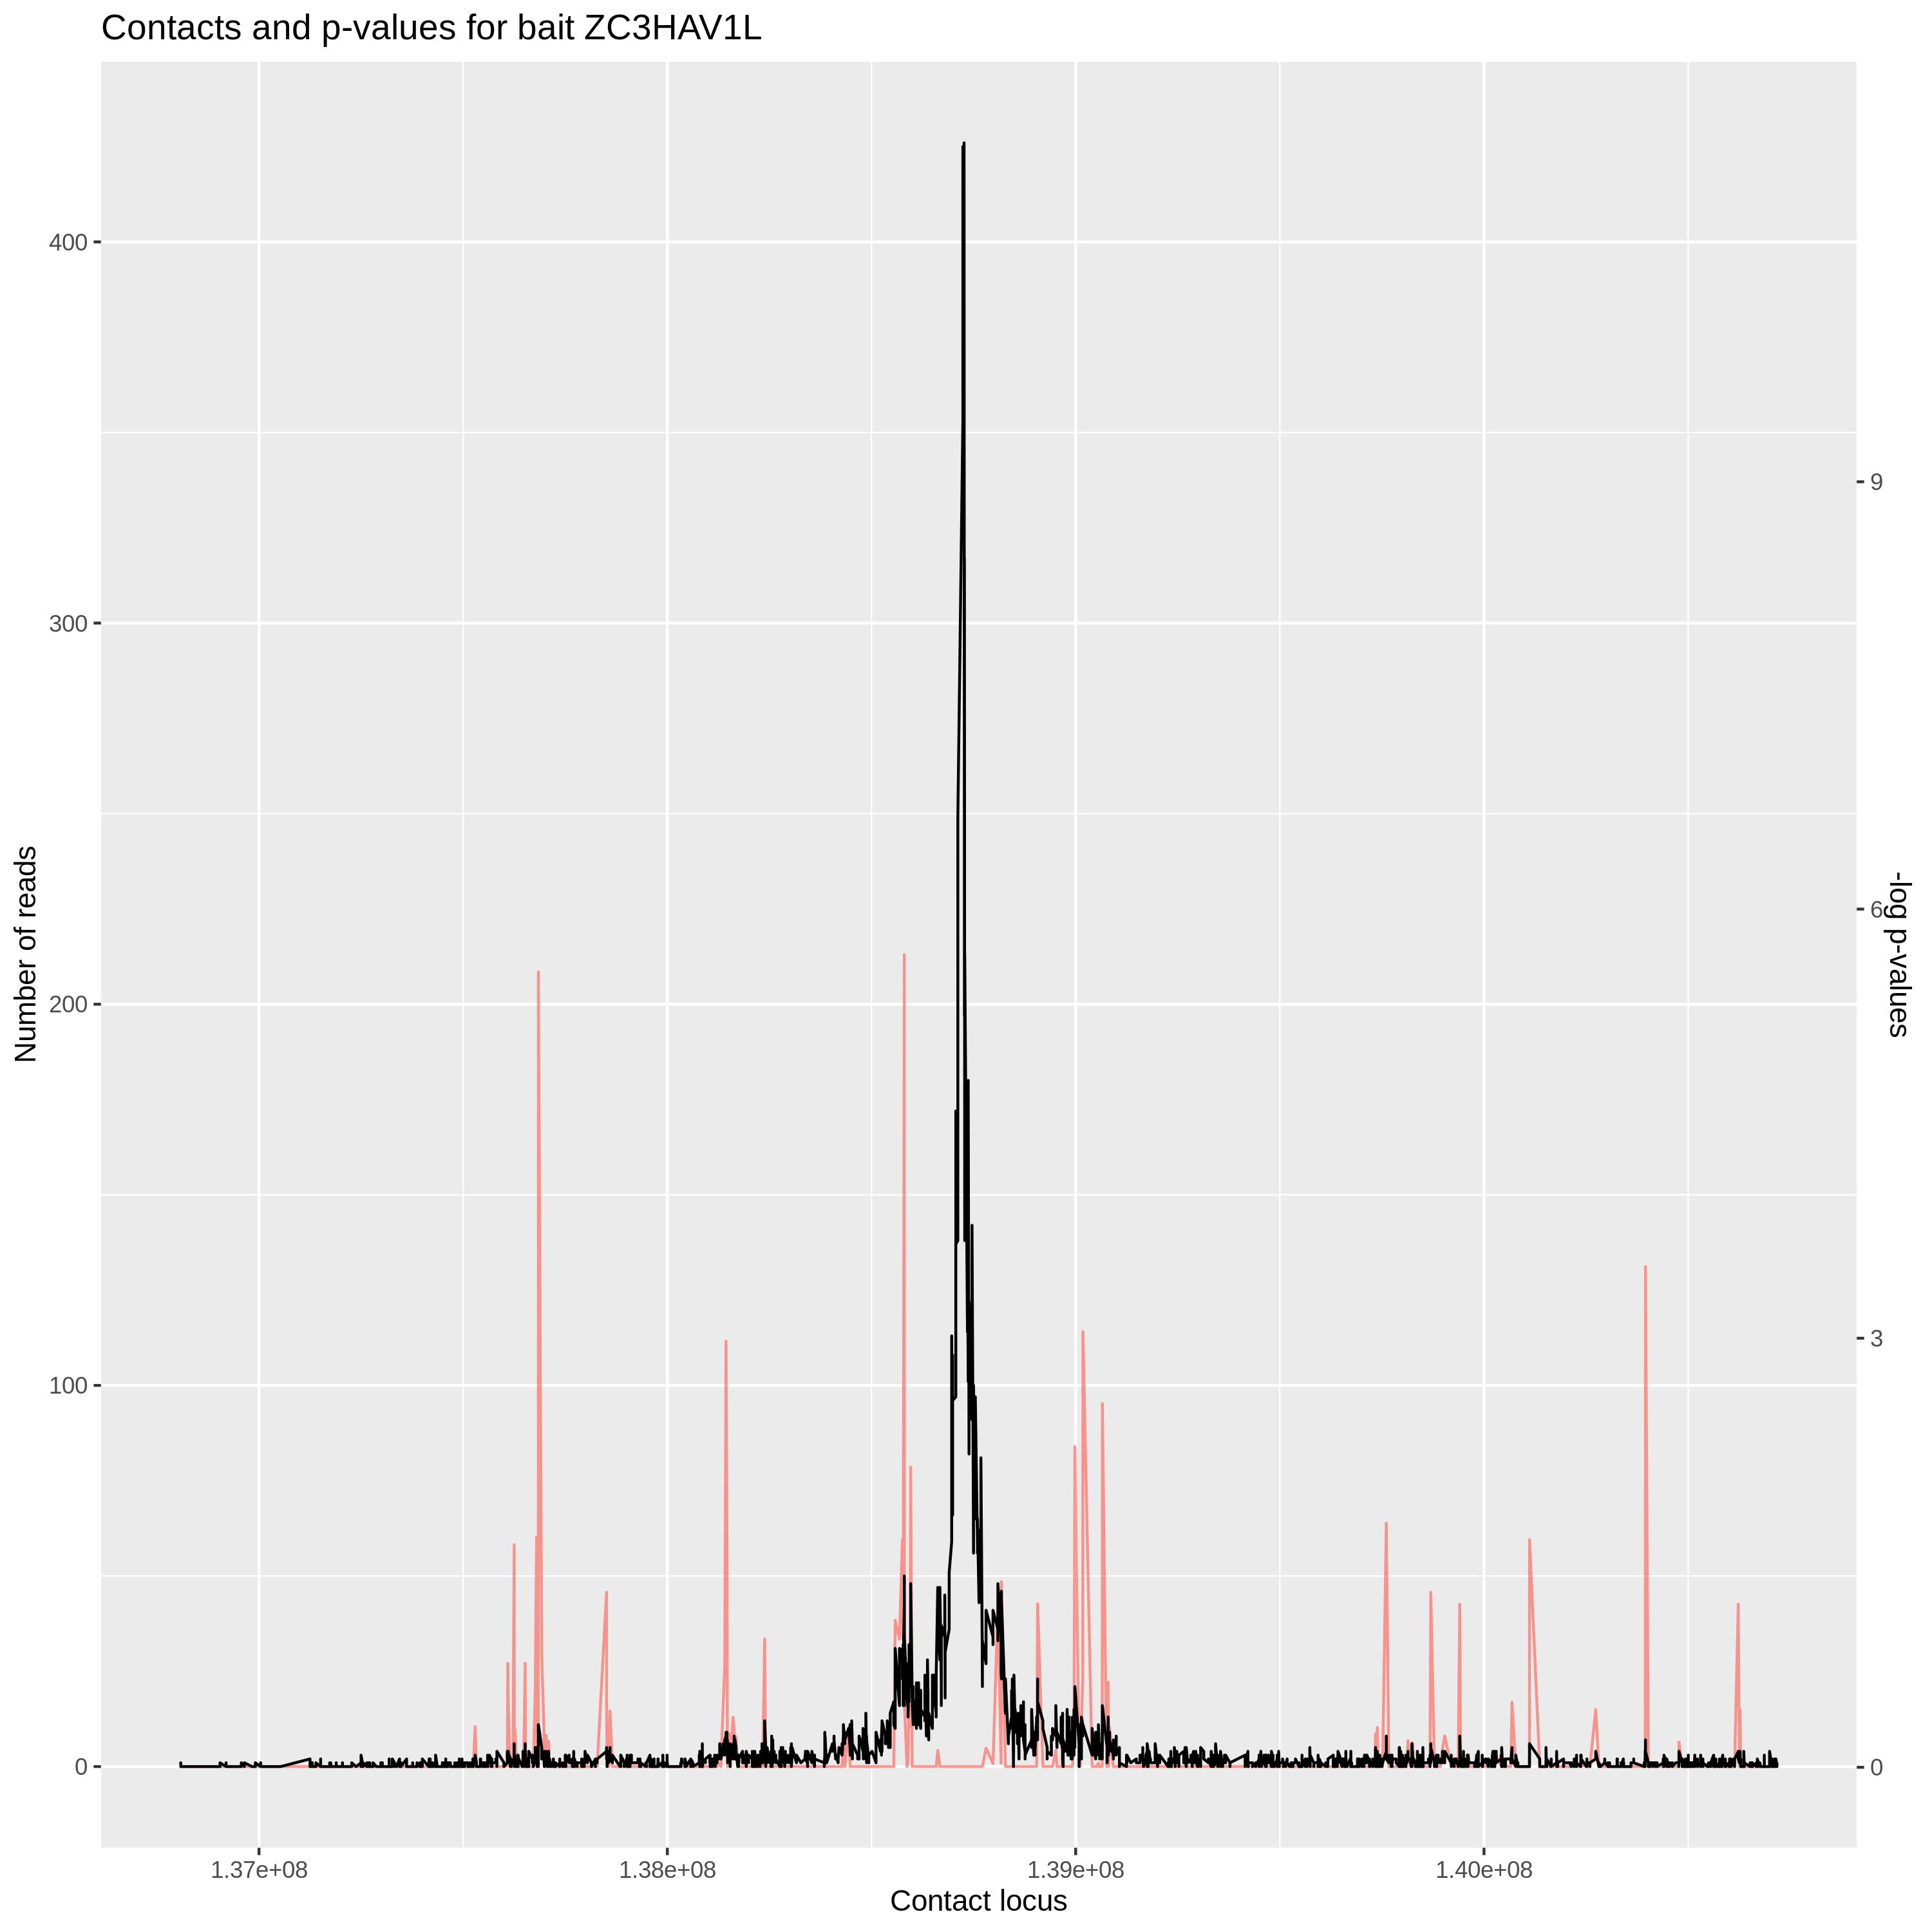 Contacts and p-values for bait ZC3HAV1L
Number of reads
400
300
200
100
0
9
6
3
0
-log p-values
1.37e+08 1.38e+08 1.39e+08 1.40e+08
Contact locus